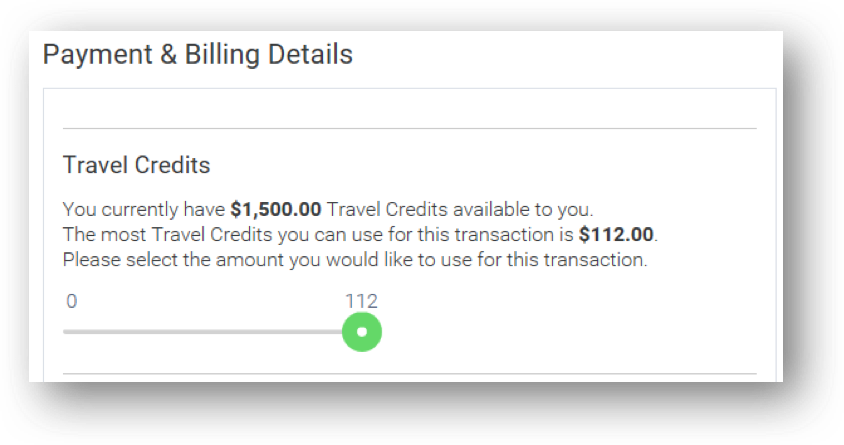 Payment & Billing Details
Travel Credits
You currently have $1,500.00 Travel Credits available to you.
The most Travel Credits you can use for this transaction is $112.00.
Please select the amount you would like to use for this transaction.
0 112